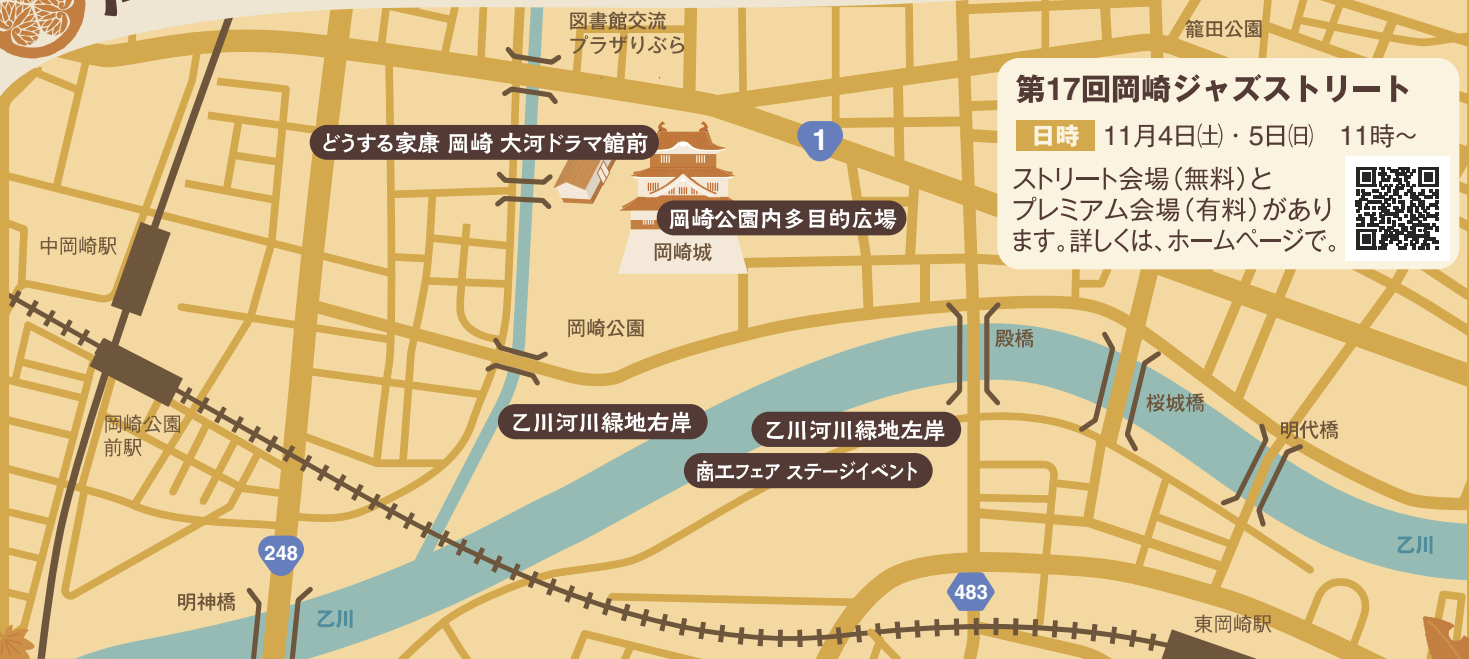 図書館交流
プラザりぶら
籠田公園
第17回岡崎ジャズストリート
日時 11月4日㈯・5日㈰ 11時～
ストリート会場（無料）と
プレミアム会場（有料）があり
ます。詳しくは、ホームページで。
どうする家康 岡崎 大河ドラマ館前
1
岡崎公園内多目的広場
岡崎城
中岡崎駅
岡崎公園
殿橋
桜城橋
明代橋
岡崎公園
前駅
乙川河川緑地右岸
乙川河川緑地左岸
商工フェア ステージイベント
248
乙川
483
明神橋
乙川
東岡崎駅